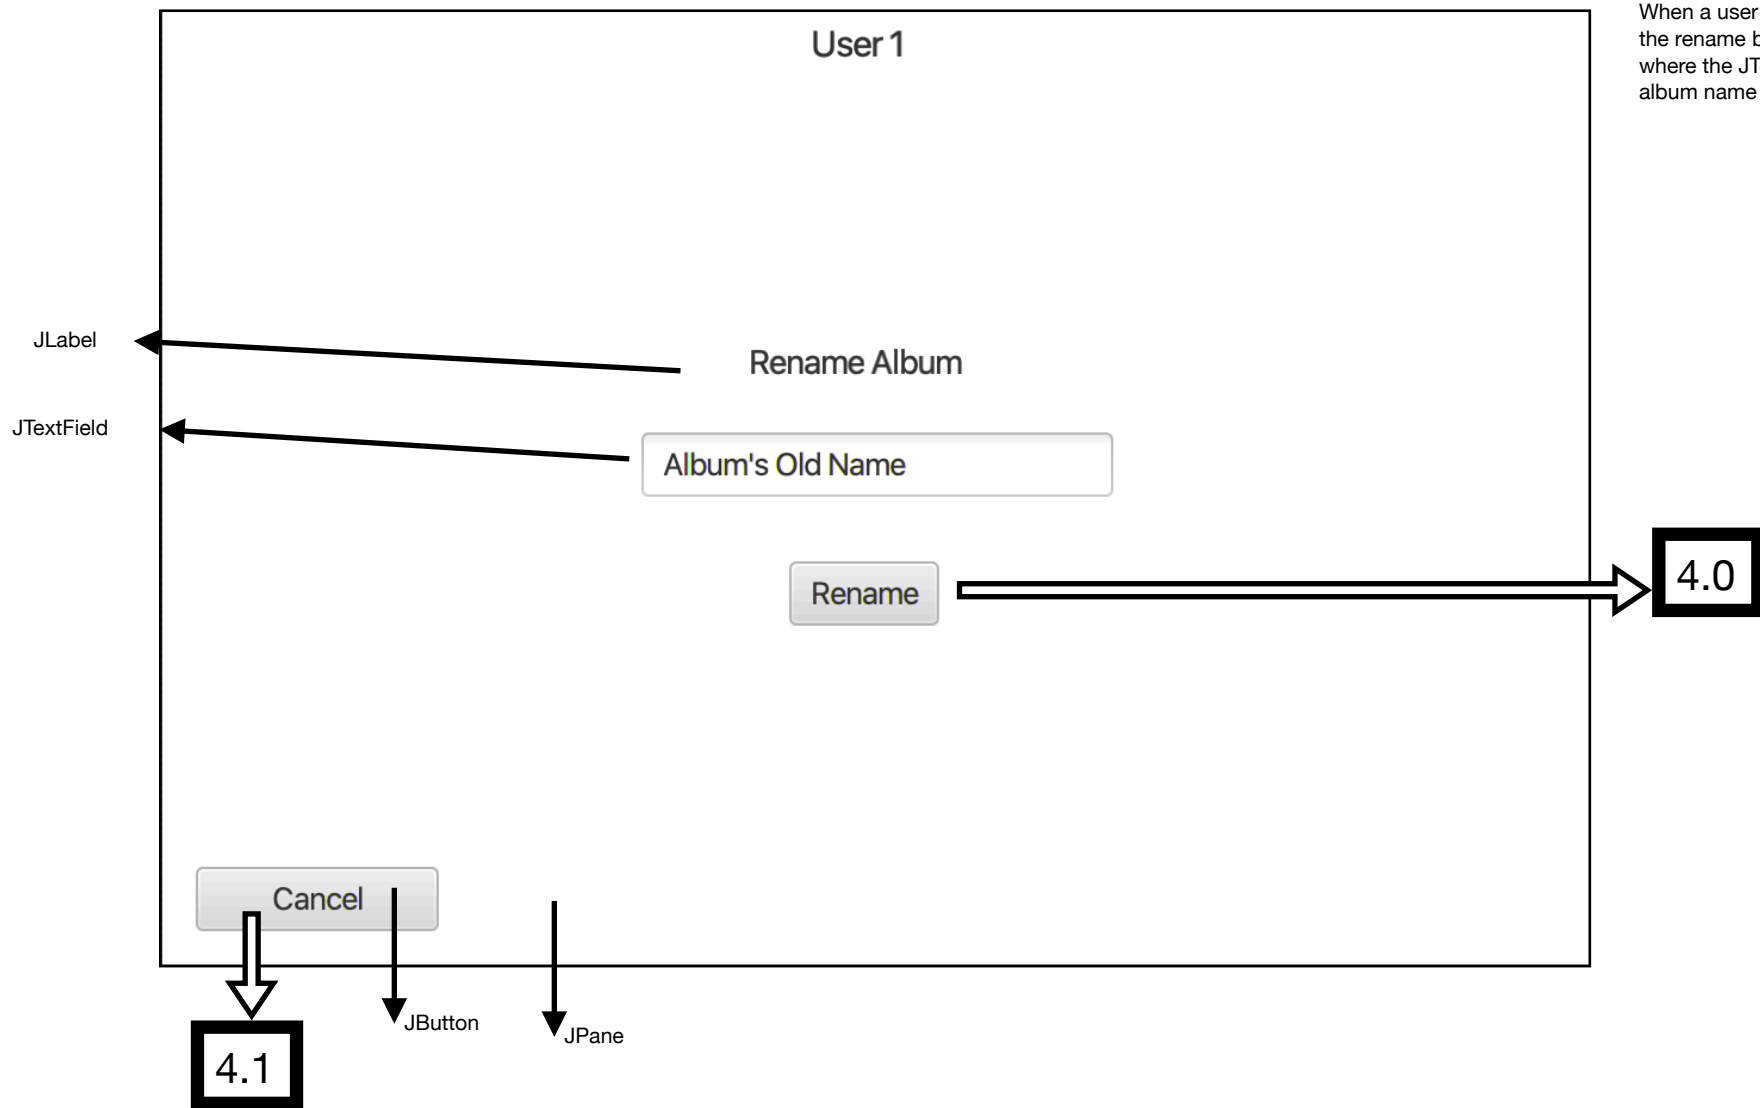 User 1
When a user
the rename
where the
album name
JLabel
Rename Album
JTextField
Album's Old Name
Rename
4.0
Cancel
JButton
JPane
4.1